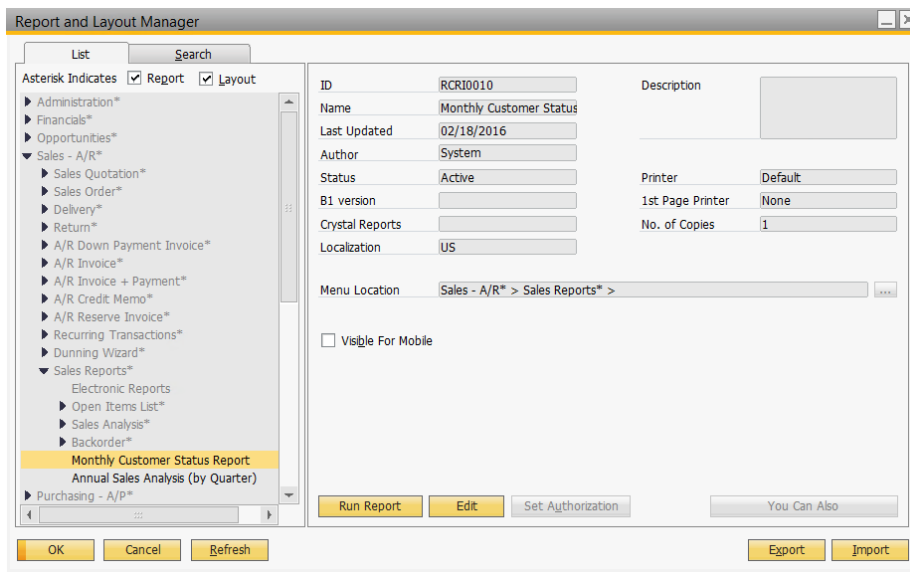 Report and Layout Manager
List
Search
Asterisk Indicates Report Layout
Administration*
Financials*
Opportunities*
Sales - A/R*
Sales Quotation*
Sales Order*
Delivery*
Return*
A/R Down Payment Invoice*
A/R Invoice*
A/R Invoice + Payment*
A/R Credit Memo*
A/R Reserve Invoice*
Recurring Transactions*
Dunning Wizard*
Sales Reports*
Electronic Reports
Open Items List*
Sales Analysis*
Backorder*
Monthly Customer Status Report
Annual Sales Analysis (by Quarter)
Purchasing - A/P*
ID RCRI0010
Name Monthly Customer Status
Last Updated 02/18/2016
Author System
Status Active
B1 version
Crystal Reports
Localization US
Description
Printer Default
1st Page Printer None
No. of Copies 1
Menu Location Sales - A/R* > Sales Reports* > ...
Visible For Mobile
Run Report Edit Set Authorization You Can Also
OK Cancel Refresh Export Import